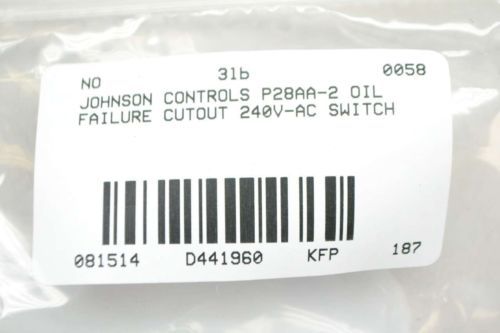 NO 31b 0058
JOHNSON CONTROLS P28AA-2 OIL
FAILURE CUTOUT 240V-AC SWITCH
081514 D441960 KFP 187